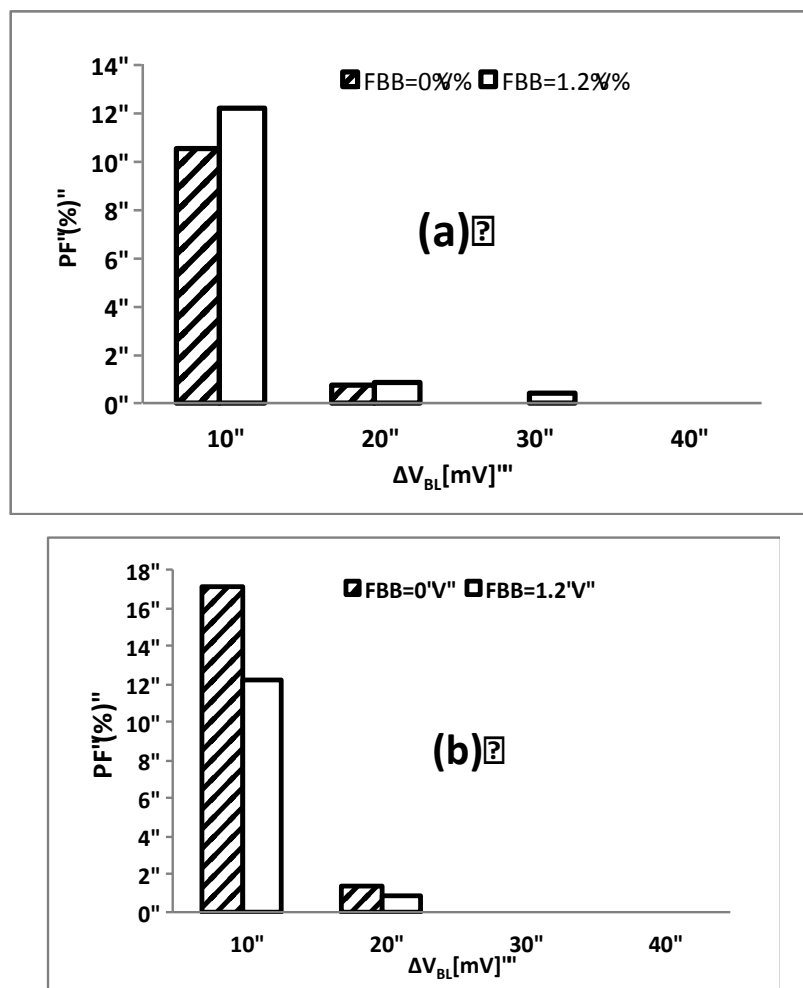 14"
12"
10"
8"
6"
4"
2"
0"
PF"(%)"
FBB=0%V% FBB=1.2%V%
(a)
10" 20" 30" 40"
ΔV_BL[mV]""
18"
16"
14"
12"
10"
8"
6"
4"
2"
0"
PF"(%)"
FBB=0"V" FBB=1.2"V"
(b)
10" 20" 30" 40"
ΔV_BL[mV]""